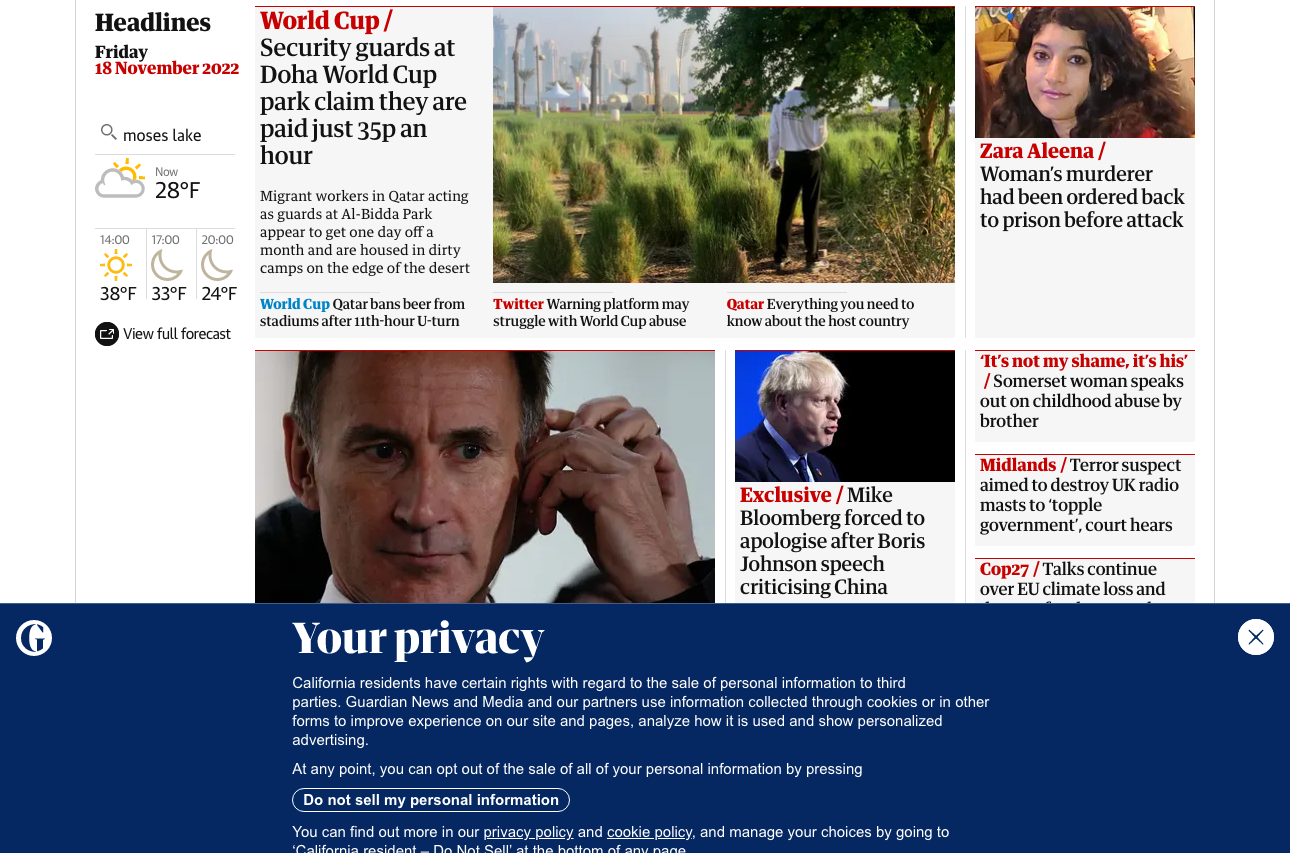 Headlines
Friday
18 November 2022
moses lake
Now
28°F
14:00
38°F
17:00
33°F
20:00
24°F
View full forecast
World Cup /
Security guards at
Doha World Cup
park claim they are
paid just 35p an
hour
Migrant workers in Qatar acting
as guards at Al-Bidda Park
appear to get one day off a
month and are housed in dirty
camps on the edge of the desert
World Cup Qatar bans beer from
stadiums after 11th-hour U-turn
Twitter Warning platform may
struggle with World Cup abuse
Qatar Everything you need to
know about the host country
Zara Aleena /
Woman’s murderer
had been ordered back
to prison before attack
Exclusive / Mike
Bloomberg forced to
apologise after Boris
Johnson speech
criticising China
‘It’s not my shame, it’s his’
/ Somerset woman speaks
out on childhood abuse by
brother
Midlands / Terror suspect
aimed to destroy UK radio
masts to ‘topple
government’, court hears
Cop27 / Talks continue
over EU climate loss and
Your privacy
California residents have certain rights with regard to the sale of personal information to third
parties. Guardian News and Media and our partners use information collected through cookies or in other
forms to improve experience on our site and pages, analyze how it is used and show personalized
advertising.
At any point, you can opt out of the sale of all of your personal information by pressing
Do not sell my personal information
You can find out more in our privacy policy and cookie policy, and manage your choices by going to
‘California resident – Do Not Sell’ at the bottom of any page.